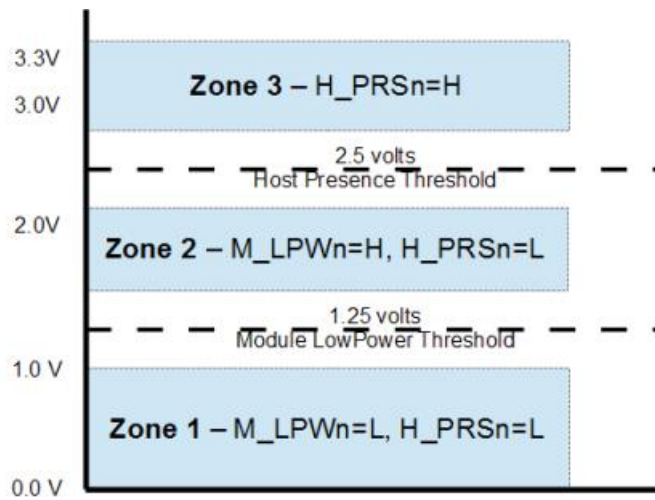 3.3V
Zone 3 – H_PRSn=H
3.0V
2.5 volts
Host Presence Threshold
2.0V
Zone 2 – M_LPWn=H, H_PRSn=L
1.25 volts
Module LowPower Threshold
1.0 V
Zone 1 – M_LPWn=L, H_PRSn=L
0.0 V